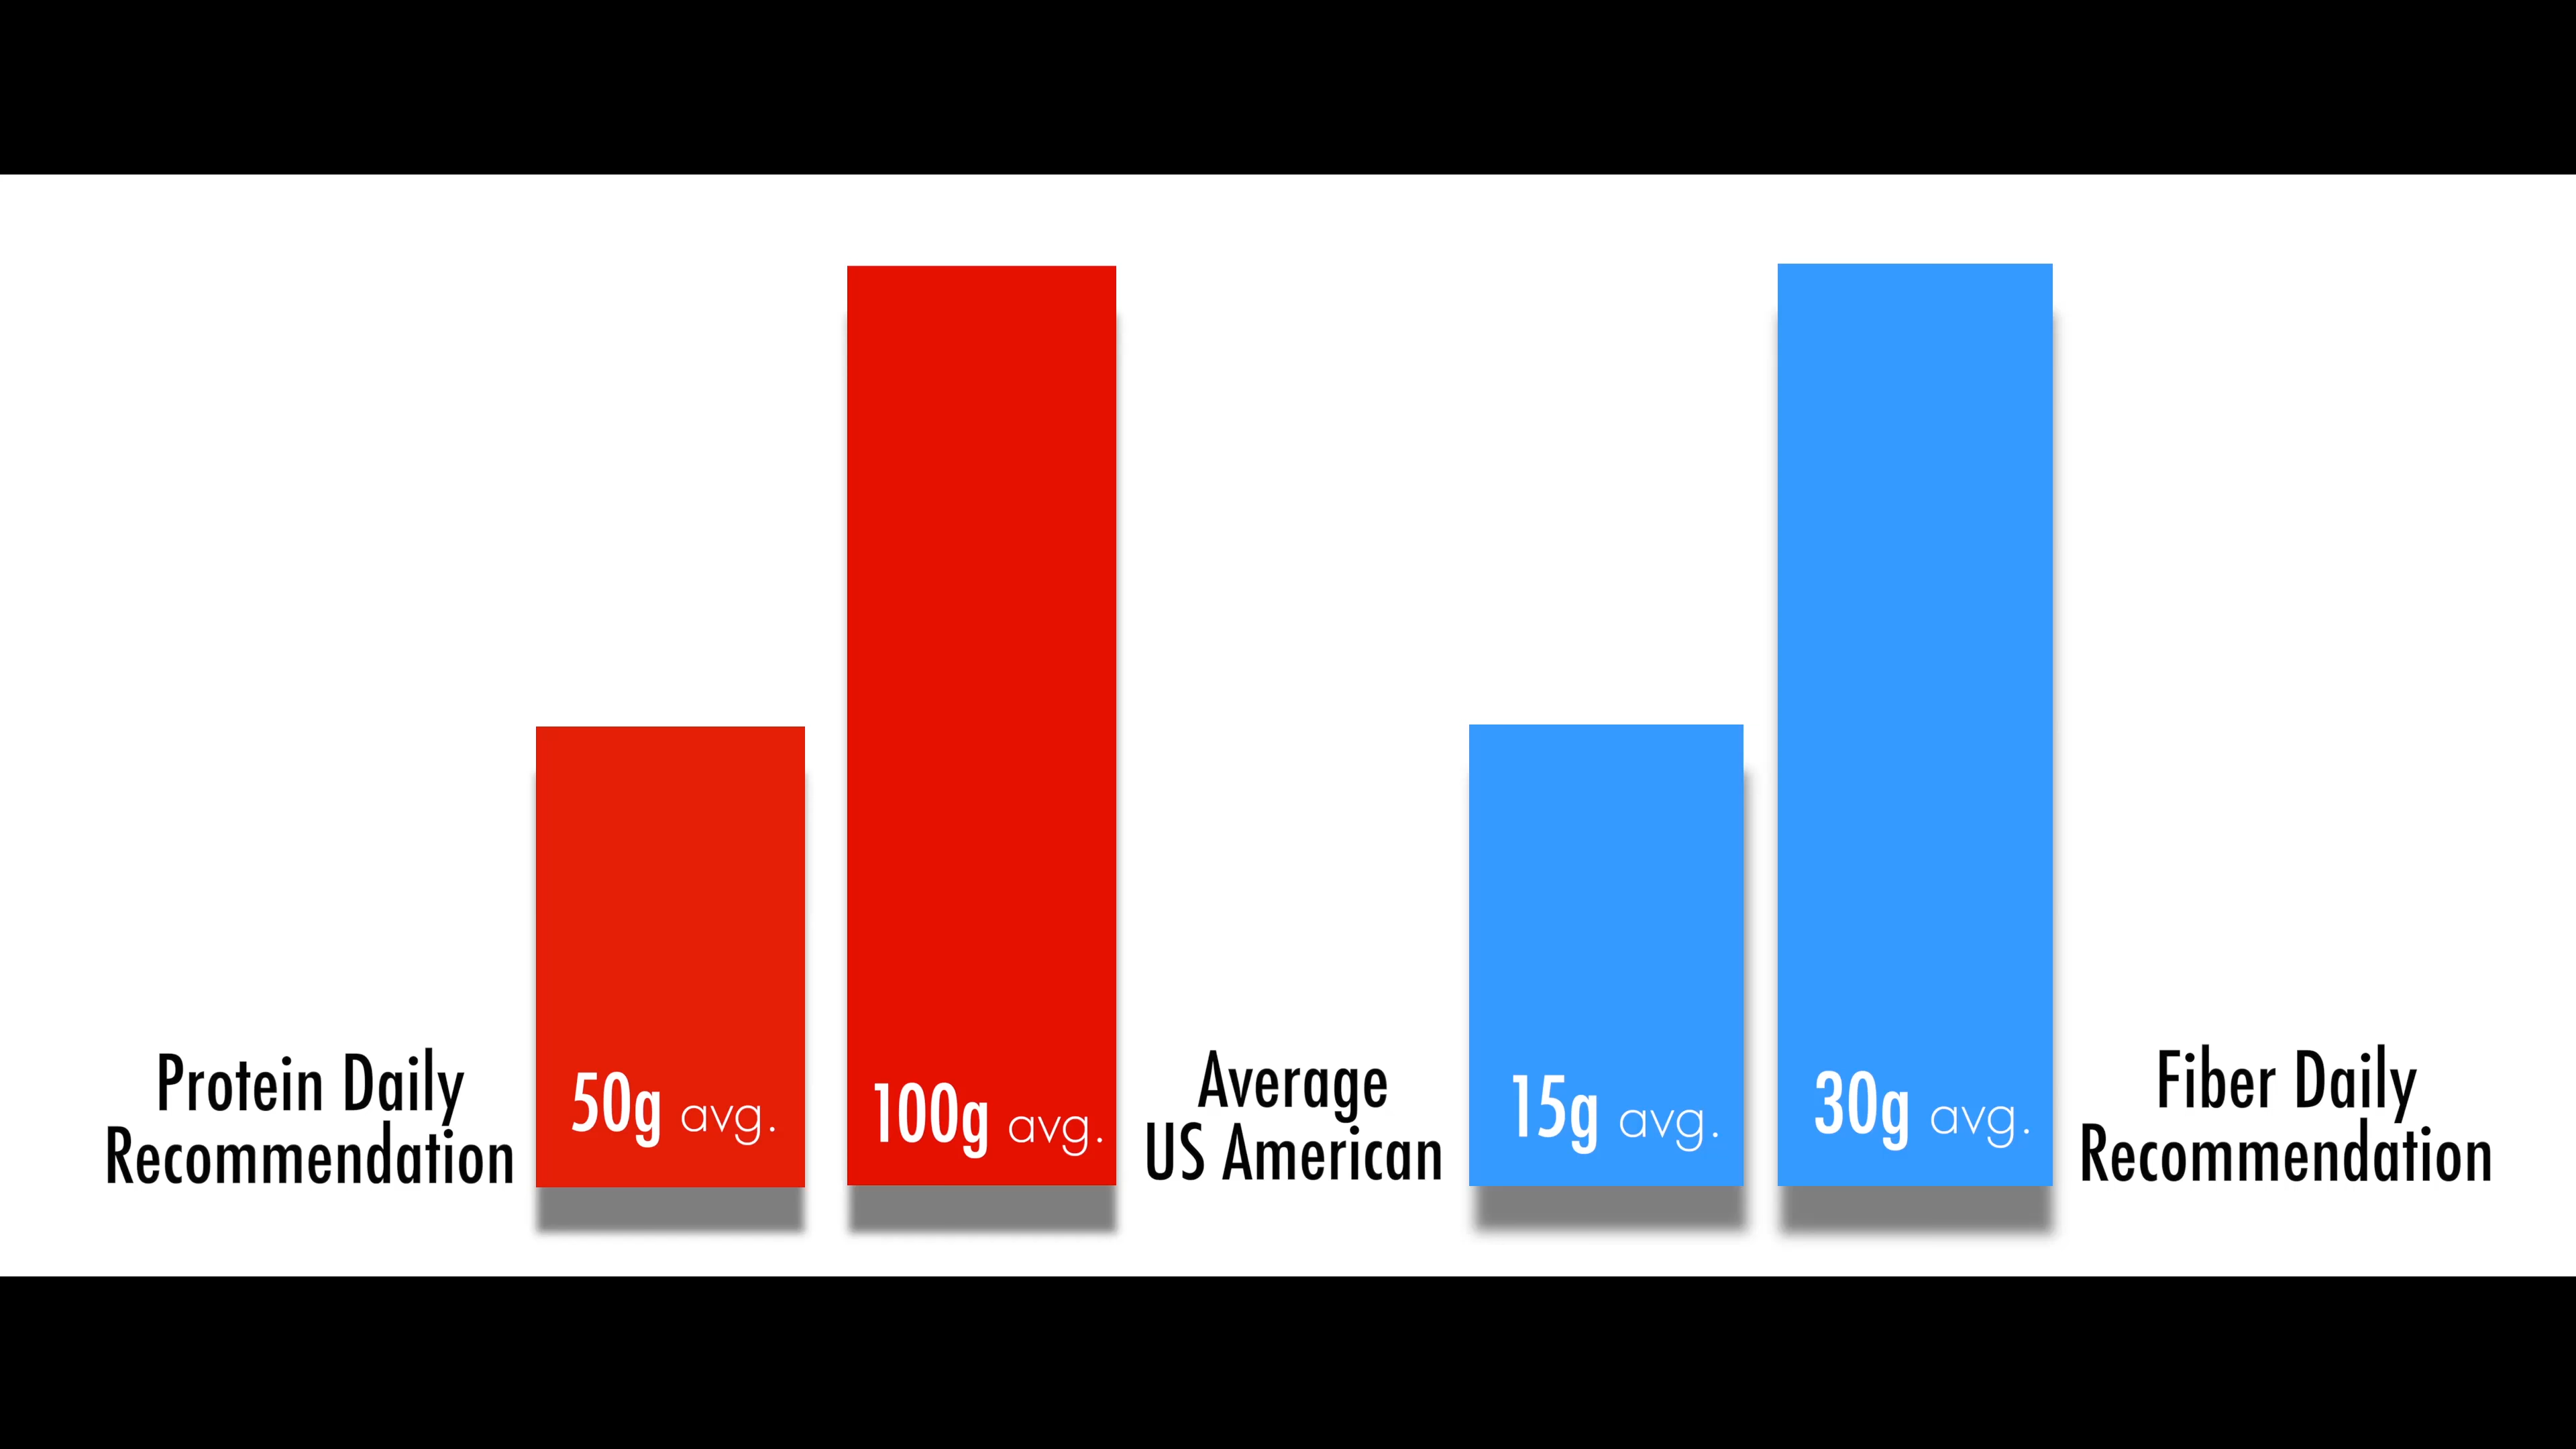 Protein Daily
Recommendation
50g avg.
100g avg.
Average
US American
15g avg.
30g avg.
Fiber Daily
Recommendation